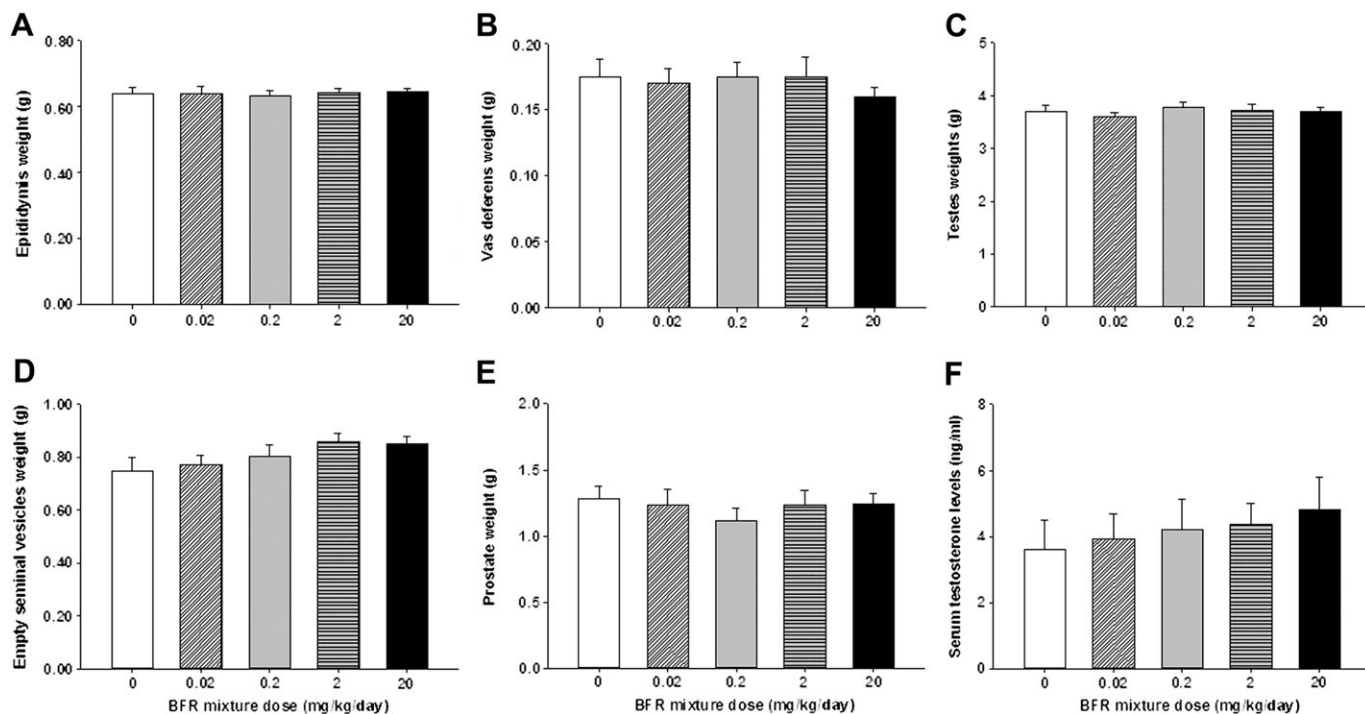 A
Epididymis weight (g)
0.80
0.60
0.40
0.20
0.00
0 0.02 0.2 2 20
B
Vas deferens weight (g)
0.20
0.15
0.10
0.05
0.00
0 0.02 0.2 2 20
C
Testes weights (g)
5
4
3
2
1
0
0 0.02 0.2 2 20
D
Empty seminal vesicles weight (g)
1.00
0.80
0.60
0.40
0.20
0.00
0 0.02 0.2 2 20
BFR mixture dose (mg/kg/day)
E
Prostate weight (g)
2.0
1.5
1.0
0.5
0.0
0 0.02 0.2 2 20
BFR mixture dose (mg/kg/day)
F
Serum testosterone levels (ng/ml)
8
6
4
2
0
0 0.02 0.2 2 20
BFR mixture dose (mg/kg/day)